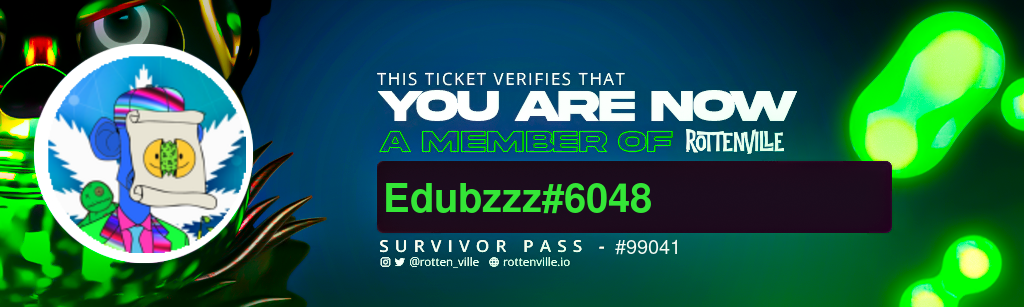 THIS TICKET VERIFIES THAT
YOU ARE NOW
A MEMBER OF ROTTENVILLE
Edubzzz#6048
SURVIVOR PASS - #99041
@rotten_ville rottenville.io